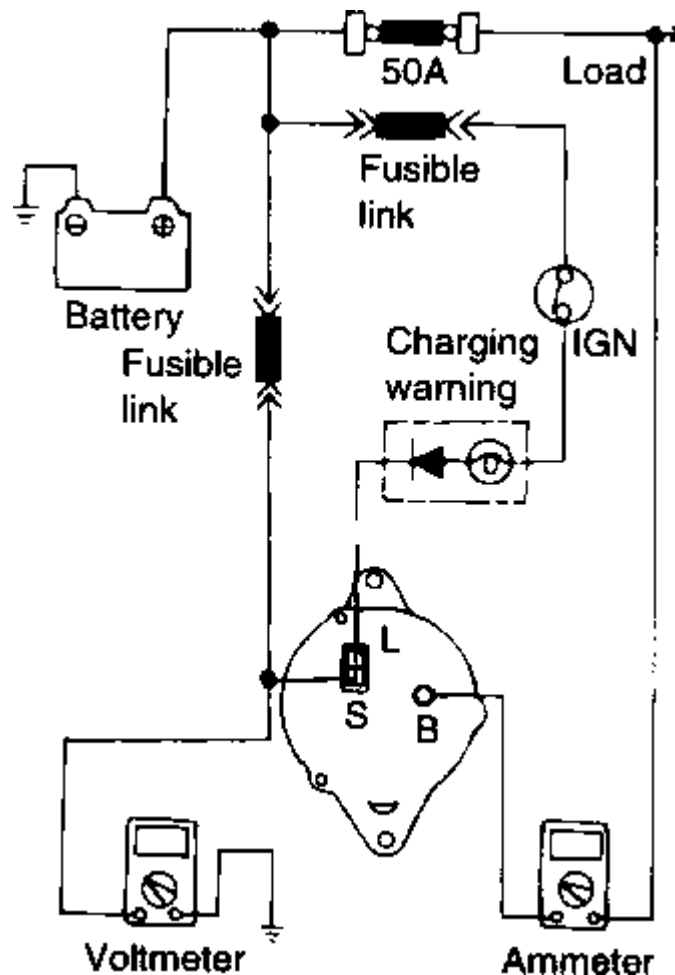 50A
Load
Fusible
link
Battery
Fusible
link
Charging
warning
IGN
L
S
B
Voltmeter
Ammeter